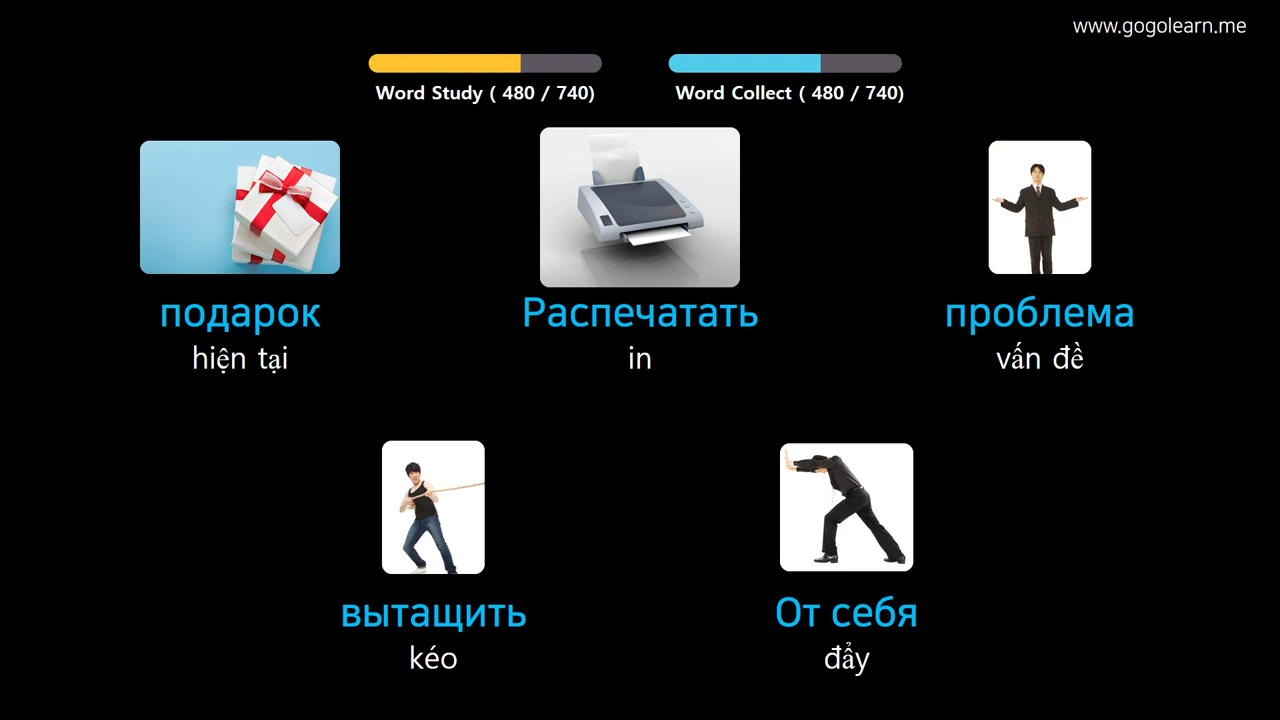 www.gogolearn.me
Word Study ( 480 / 740)
Word Collect ( 480 / 740)
подарок
hiện tại
Распечатать
in
проблема
vấn đề
вытащить
kéo
От себя
đẩy